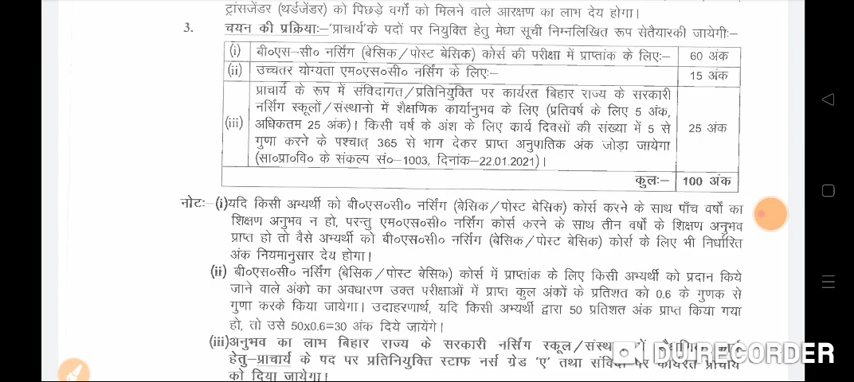 ट्रांसजेंडर (थर्डजेंडर) को पिछड़े वर्गो को मिलने वाले आरक्षण का लाभ देय होगा।
3. चयन की प्रक्रियाः–'प्राचार्य'के पदों पर नियुक्ति हेतु मेधा सूची निम्नलिखित रूप सेतैयारकी जायेगीः–
(i) बी०एस–सी० नर्सिंग (बेसिक/पोस्ट बेसिक) कोर्स की परीक्षा में प्राप्तांक के लिएः– 60 अंक
(ii) उच्चतर योग्यता एम०एस०सी० नर्सिंग के लिएः– 15 अंक
प्राचार्य के रूप में संविदागत/प्रतिनियुक्ति पर कार्यरत बिहार राज्य के सरकारी
नर्सिंग स्कूलों/संस्थानो में शैक्षणिक कार्यानुभव के लिए (प्रतिवर्ष के लिए 5 अंक,
(iii) अधिकतम 25 अंक)। किसी वर्ष के अंश के लिए कार्य दिवसों की संख्या में 5 से 25 अंक
गुणा करने के पश्चात् 365 से भाग देकर प्राप्त अनुपातिक अंक जोड़ा जायेगा
(सा०प्रा०वि० के संकल्प सं०–1003, दिनांक–22.01.2021)।
कुलः– 100 अंक
नोटः–(i)यदि किसी अभ्यर्थी को बी०एस०सी० नर्सिंग (बेसिक/पोस्ट बेसिक) कोर्स करने के साथ पाँच वर्षो का
शिक्षण अनुभव न हो, परन्तु एम०एस०सी० नर्सिंग कोर्स करने के साथ तीन वर्षो के शिक्षण अनुभव
प्राप्त हो तो वैसे अभ्यर्थी को बी०एस०सी० नर्सिंग (बेसिक/पोस्ट बेसिक) कोर्स के लिए भी निर्धारित
अंक नियमानुसार देय होगा।
(ii) बी०एस०सी० नर्सिंग (बेसिक/पोस्ट बेसिक) कोर्स में प्राप्तांक के लिए किसी अभ्यर्थी को प्रदान किये
जाने वाले अंकों का अवधारण उक्त परीक्षाओं में प्राप्त कुल अंकों के प्रतिशत को 0.6 के गुणक से
गुणा करके किया जायेगा। उदाहरणार्थ, यदि किसी अभ्यर्थी द्वारा 50 प्रतिशत अंक प्राप्त किया गया
हो, तो उसे 50x0.6=30 अंक दिये जायेंगे।
(iii)अनुभव का लाभ बिहार राज्य के सरकारी नर्सिंग स्कूल/
हेतु–प्राचार्य के पद पर प्रतिनियुक्ति स्टाफ नर्स ग्रेड 'ए' तथा पर कार्यरत प्राचार्य
को दिया जायेगा।
DU RECORDER